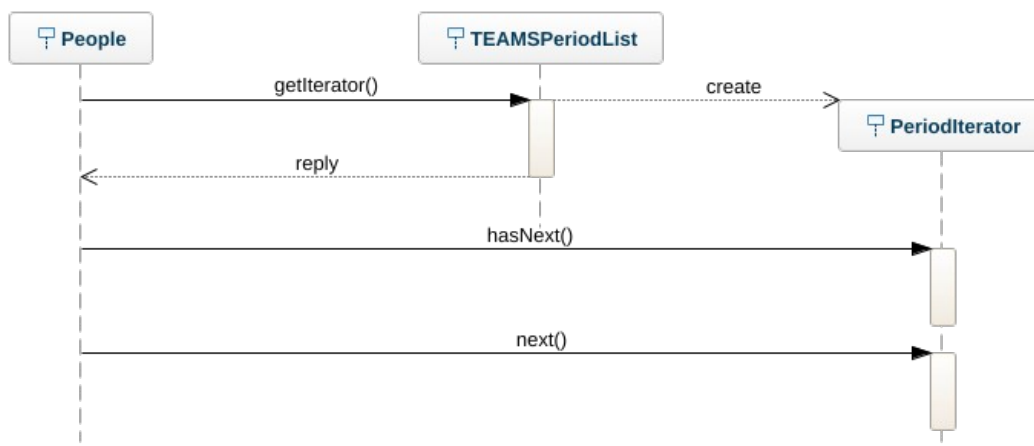 People
TEAMSPeriodList
getIterator()
create
PeriodIterator
reply
hasNext()
next()